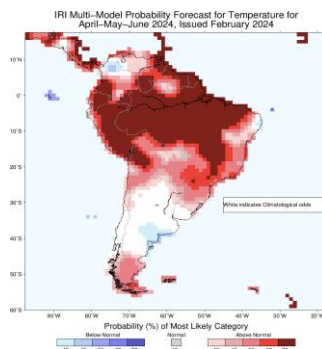 IRI Multi-Model Probability Forecast for Temperature for
April-May-June 2024, Issued February 2024
10°N
0°
10°S
20°S
30°S
40°S
50°S
60°S
White indicates Climatological odds
90°W 80°W 70°W 60°W 50°W 40°W 30°W
Probability (%) of Most Likely Category
Below Normal Normal Above Normal